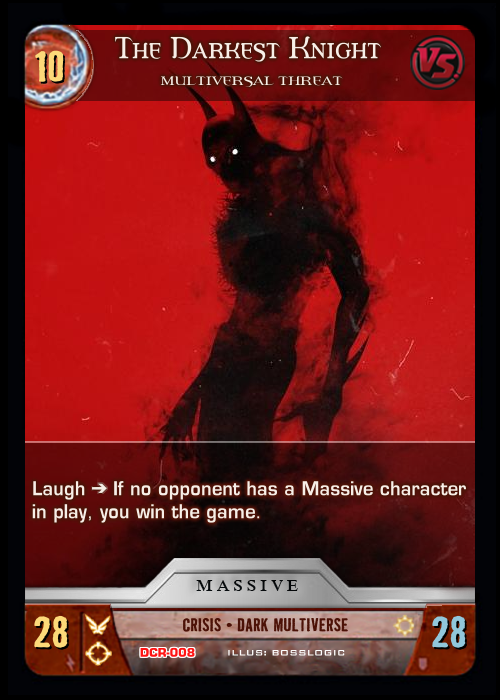 10
THE DARKEST KNIGHT
VS
MULTIVERSAL THREAT
Laugh ➔ If no opponent has a Massive character
in play, you win the game.
MASSIVE
28
CRISIS • DARK MULTIVERSE
28
DCR-008
ILLUS: BOSSLOGIC